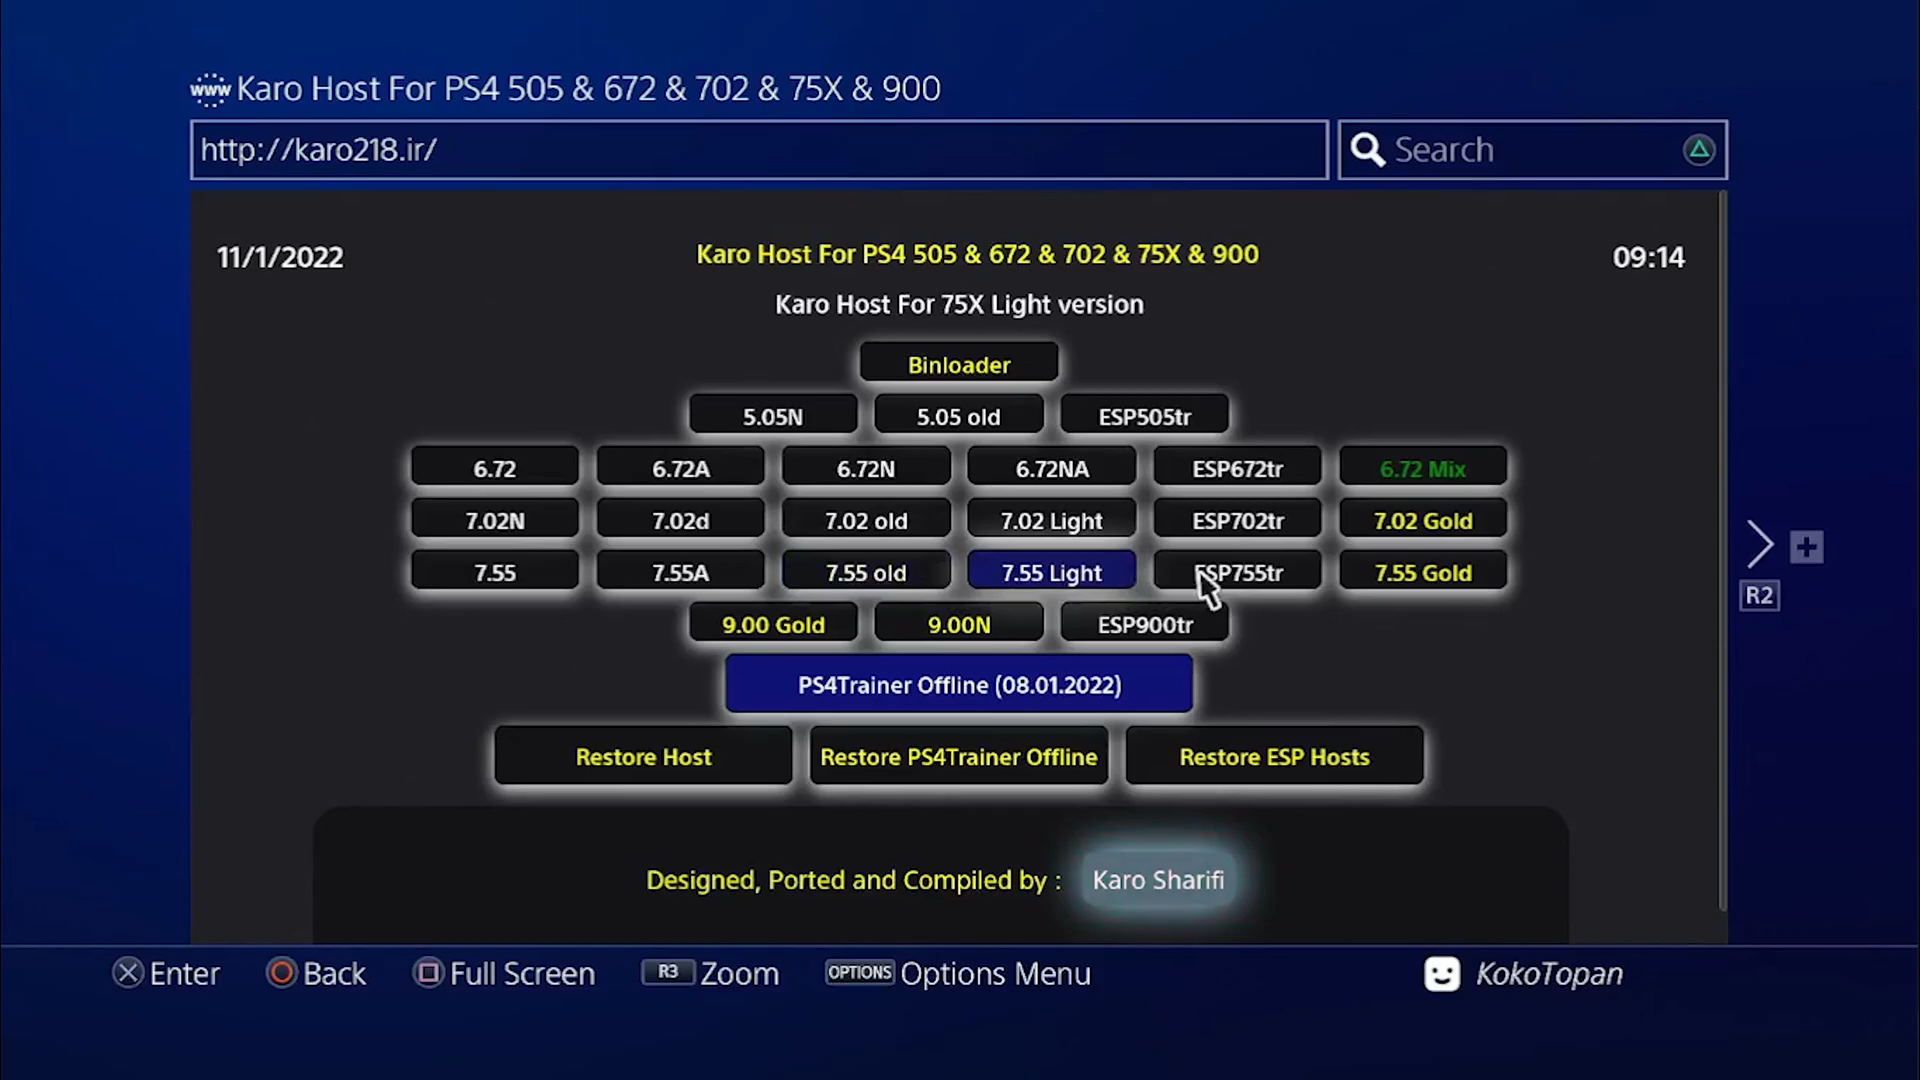 www Karo Host For PS4 505 & 672 & 702 & 75X & 900
http://karo218.ir/ Search
11/1/2022 Karo Host For PS4 505 & 672 & 702 & 75X & 900 09:14
Karo Host For 75X Light version
Binloader
5.05N 5.05 old ESP505tr
6.72 6.72A 6.72N 6.72NA ESP672tr 6.72 Mix
7.02N 7.02d 7.02 old 7.02 Light ESP702tr 7.02 Gold
7.55 7.55A 7.55 old 7.55 Light ESP755tr 7.55 Gold
R2
9.00 Gold 9.00N ESP900tr
PS4Trainer Offline (08.01.2022)
Restore Host Restore PS4Trainer Offline Restore ESP Hosts
Designed, Ported and Compiled by : Karo Sharifi
Enter Back Full Screen R3 Zoom OPTIONS Options Menu KokoTopan